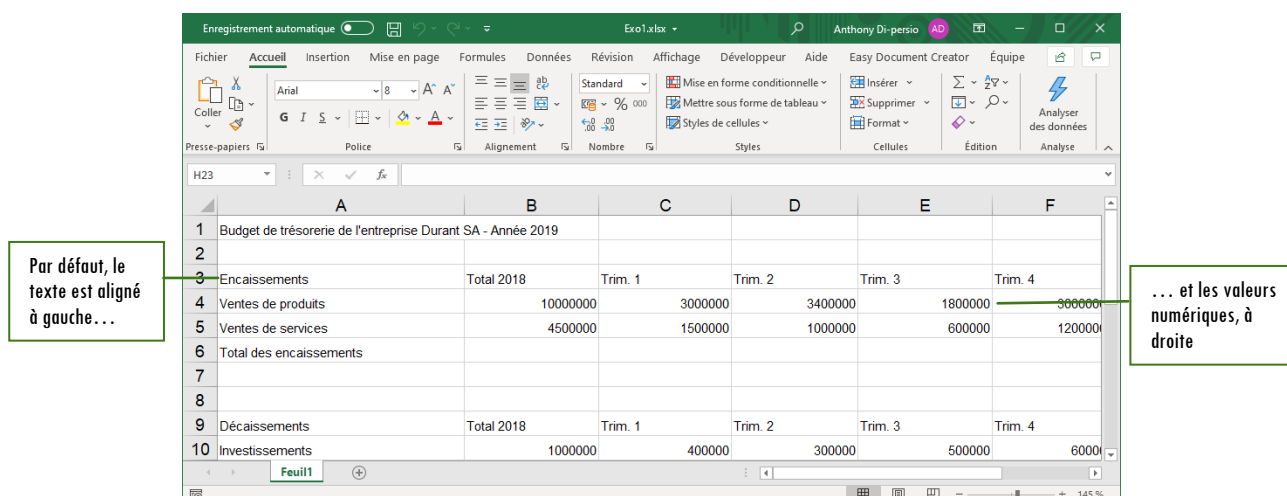 Enregistrement automatique Exo1.xlsx Anthony Di-persio AD
Fichier Accueil Insertion Mise en page Formules Données Révision Affichage Développeur Aide Easy Document Creator Équipe
Coller
Presse-papiers
Arial 8 A A
G I S A
Police
ab
Alignement
Standard
% 000
Nombre
Mise en forme conditionnelle
Mettre sous forme de tableau
Styles de cellules
Styles
Insérer
Supprimer
Format
Cellules
Édition
Analyser
des données
Analyse
H23 fx
A B C D E F
1 Budget de trésorerie de l'entreprise Durant SA - Année 2019
2
3 Encaissements Total 2018 Trim. 1 Trim. 2 Trim. 3 Trim. 4
4 Ventes de produits 10000000 3000000 3400000 1800000
5 Ventes de services 4500000 1500000 1000000 600000 1200000
6 Total des encaissements
7
8
9 Décaissements Total 2018 Trim. 1 Trim. 2 Trim. 3 Trim. 4
10 Investissements 1000000 400000 300000 500000
Feuil1
145 %
Par défaut, le
texte est aligné
à gauche…
… et les valeurs
numériques, à
droite